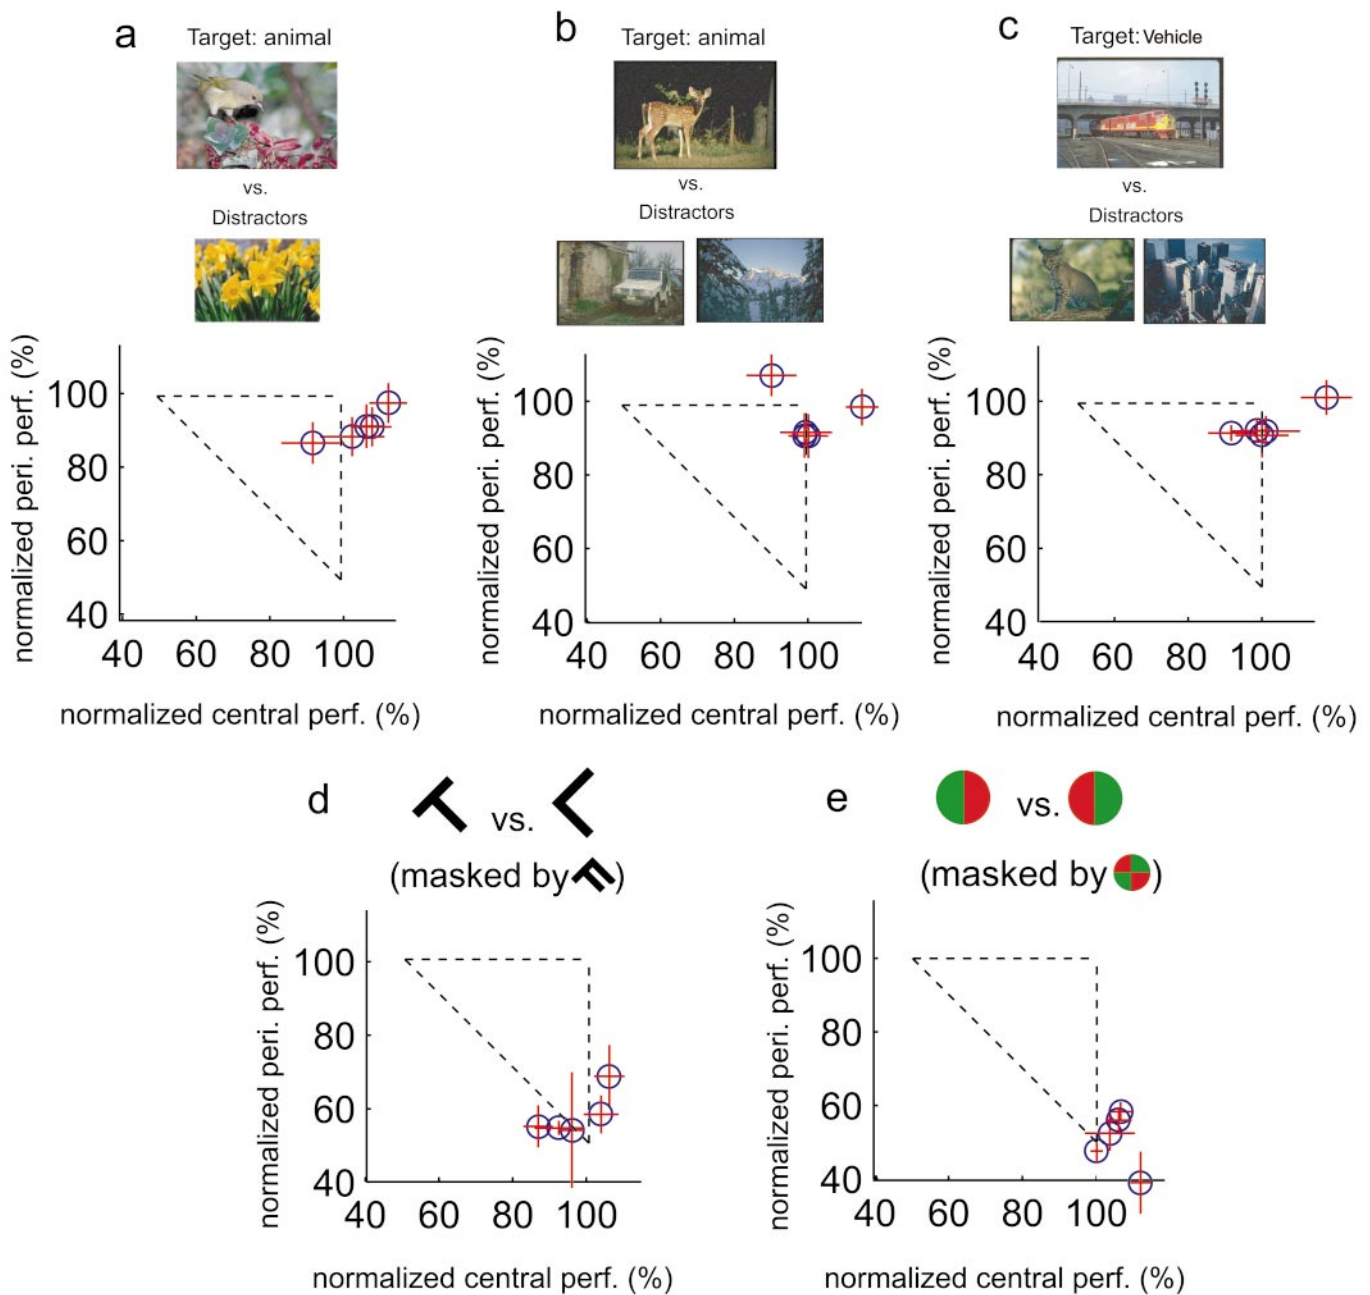 a
Target: animal
vs.
Distractors
normalized peri. perf. (%)
100
80
60
40
40 60 80 100
normalized central perf. (%)
b
Target: animal
vs.
Distractors
normalized peri. perf. (%)
100
80
60
40
40 60 80 100
normalized central perf. (%)
c
Target: Vehicle
vs.
Distractors
normalized peri. perf. (%)
100
80
60
40
40 60 80 100
normalized central perf. (%)
d
T vs. L
(masked by F)
normalized peri. perf. (%)
100
80
60
40
40 60 80 100
normalized central perf. (%)
e
vs.
(masked by )
normalized peri. perf. (%)
100
80
60
40
40 60 80 100
normalized central perf. (%)